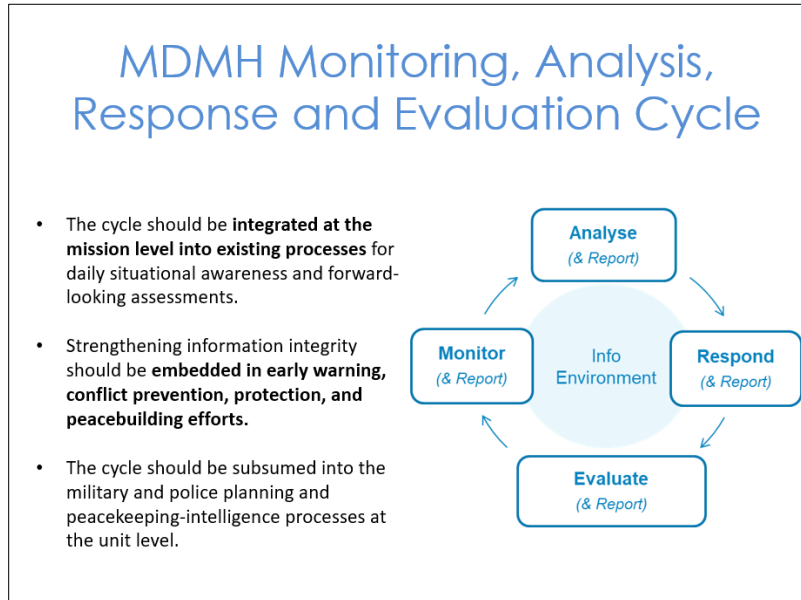 MDMH Monitoring, Analysis,
Response and Evaluation Cycle
• The cycle should be integrated at the
mission level into existing processes for
daily situational awareness and forward-
looking assessments.
• Strengthening information integrity
should be embedded in early warning,
conflict prevention, protection, and
peacebuilding efforts.
• The cycle should be subsumed into the
military and police planning and
peacekeeping-intelligence processes at
the unit level.
Analyse
(& Report)
Monitor
(& Report)
Info
Environment
Respond
(& Report)
Evaluate
(& Report)